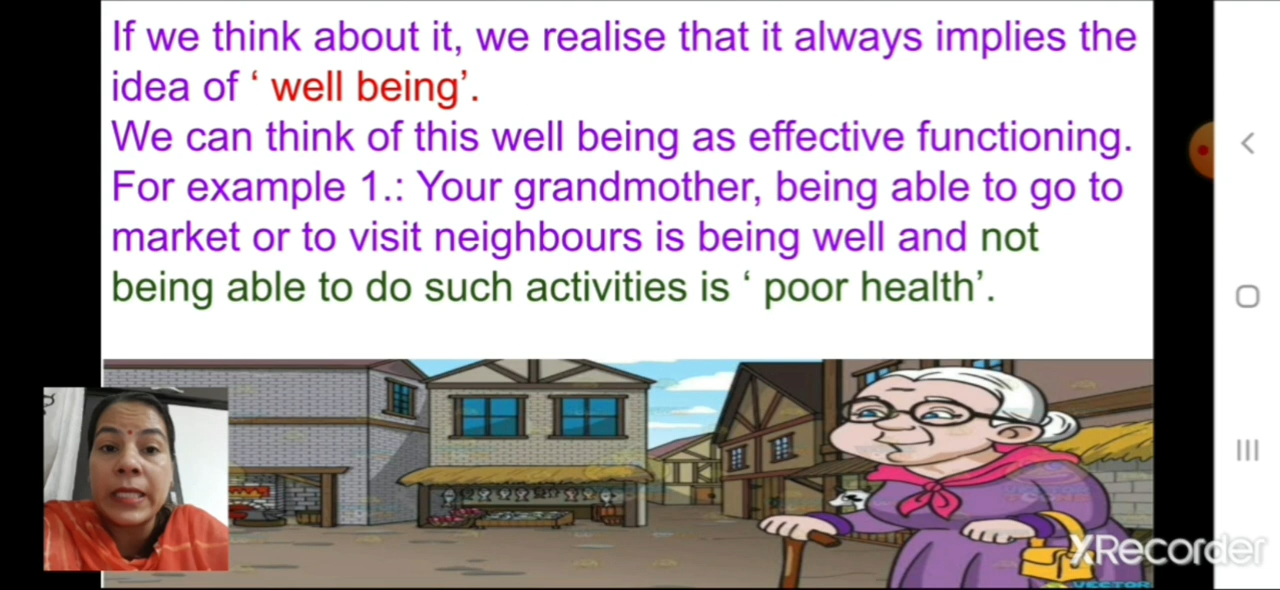 If we think about it, we realise that it always implies the
idea of ‘ well being’.
We can think of this well being as effective functioning.
For example 1.: Your grandmother, being able to go to
market or to visit neighbours is being well and not
being able to do such activities is ‘ poor health’.
XRecorder
VECTOR